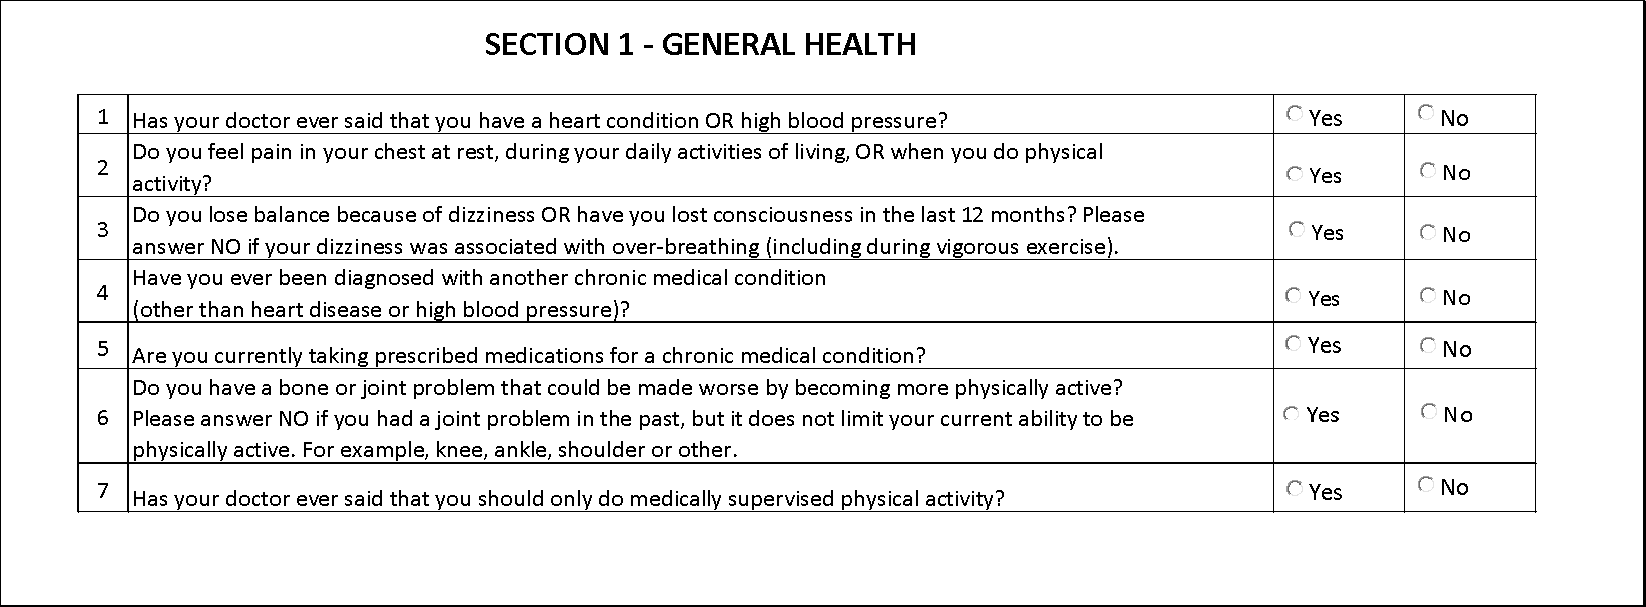 SECTION 1 - GENERAL HEALTH
1 Has your doctor ever said that you have a heart condition OR high blood pressure? Yes No
2 Do you feel pain in your chest at rest, during your daily activities of living, OR when you do physical
activity? Yes No
3 Do you lose balance because of dizziness OR have you lost consciousness in the last 12 months? Please
answer NO if your dizziness was associated with over-breathing (including during vigorous exercise). Yes No
4 Have you ever been diagnosed with another chronic medical condition
(other than heart disease or high blood pressure)? Yes No
5 Are you currently taking prescribed medications for a chronic medical condition? Yes No
6 Do you have a bone or joint problem that could be made worse by becoming more physically active?
Please answer NO if you had a joint problem in the past, but it does not limit your current ability to be Yes No
physically active. For example, knee, ankle, shoulder or other.
7 Has your doctor ever said that you should only do medically supervised physical activity? Yes No